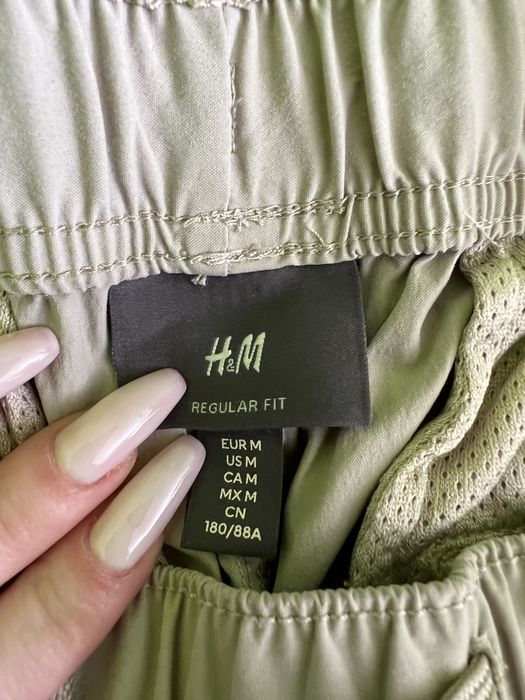 H&M
REGULAR FIT
EUR M
US M
CA M
MX M
CN
180/88A